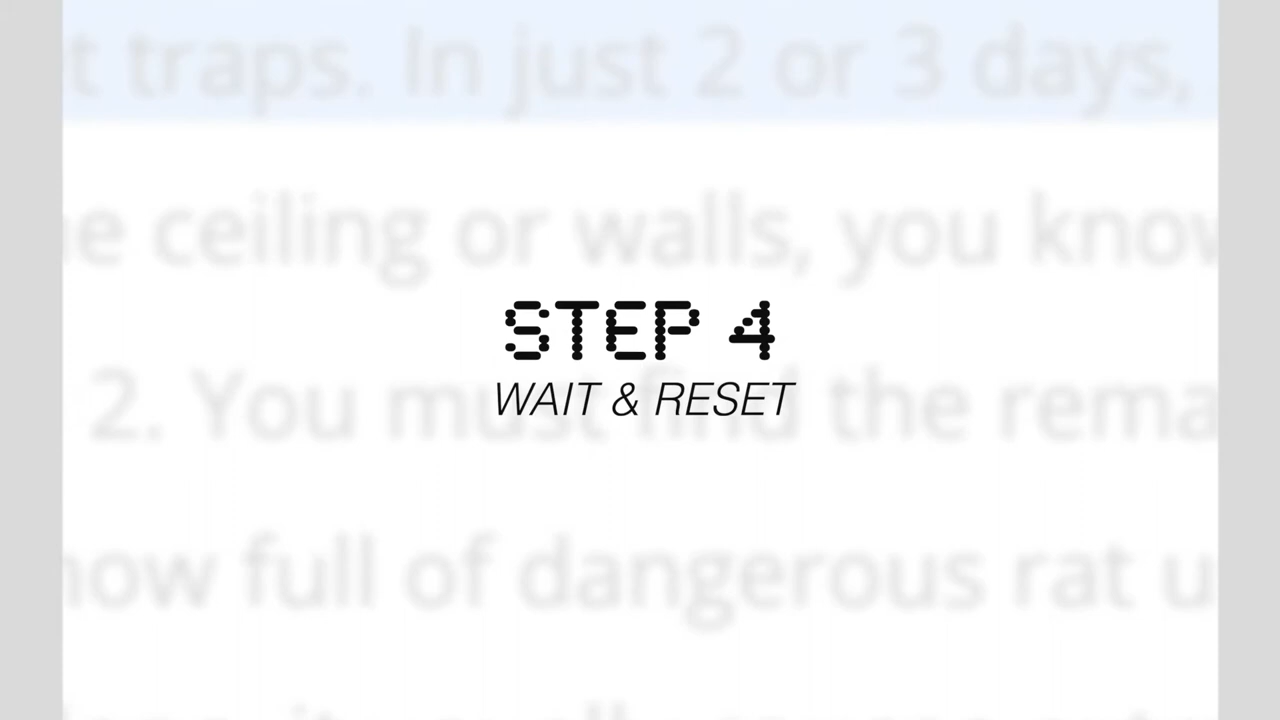 t traps. In just 2 or 3 days,
ceiling or walls, you know
STEP 4
WAIT & RESET
2. You must find the
now full of dangerous rat